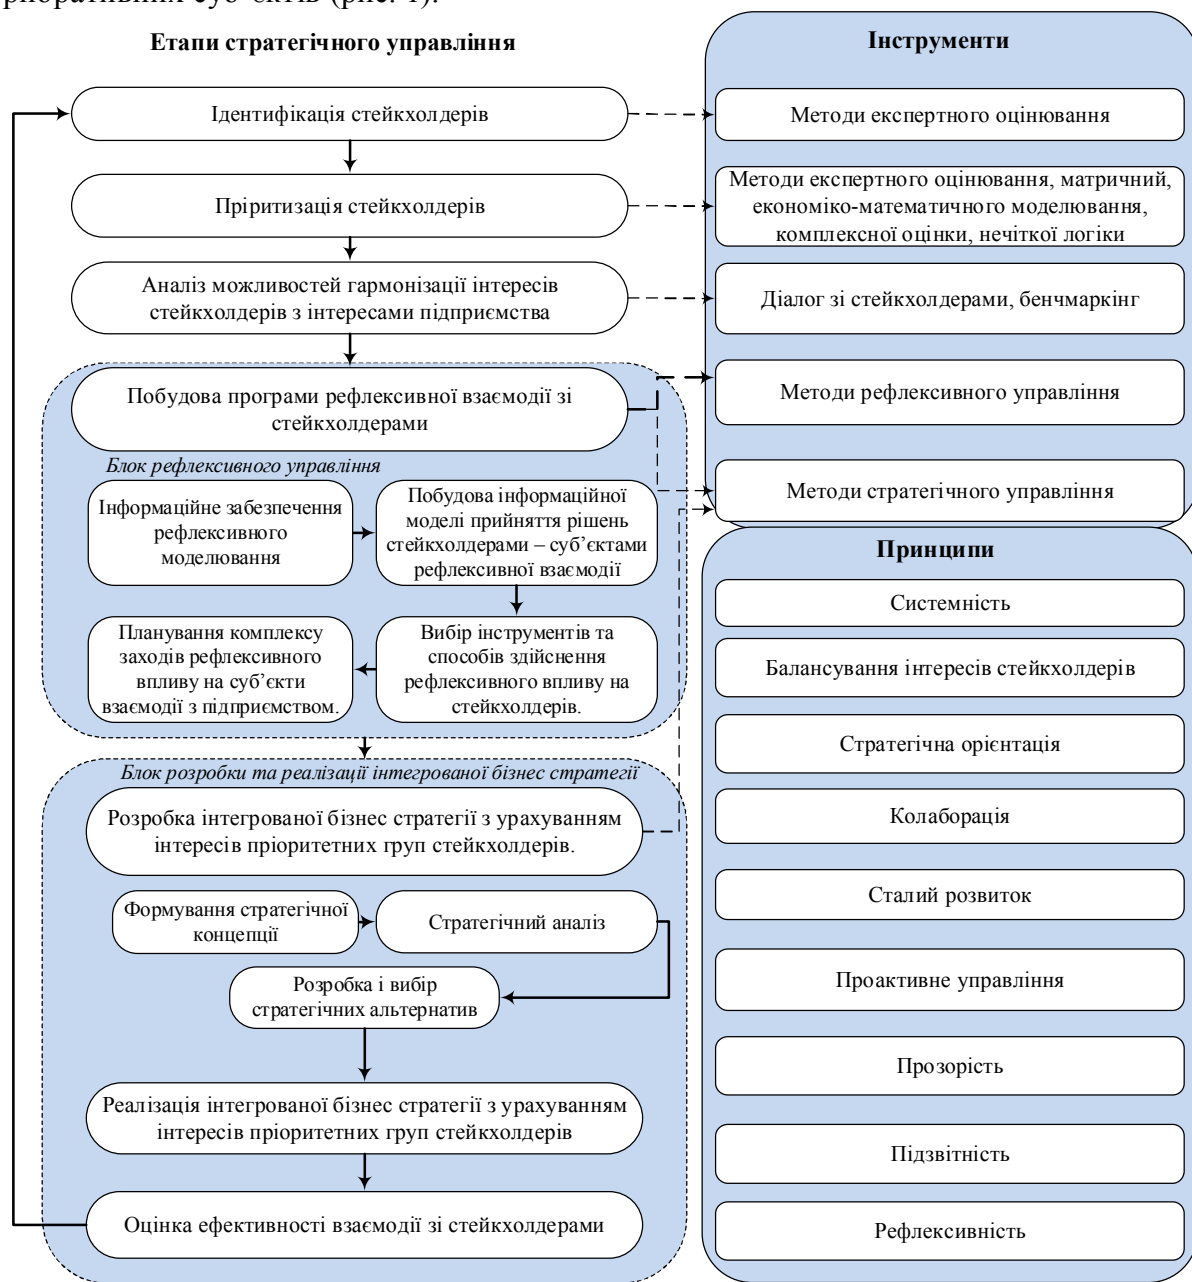 рпоративних суб’єктів (рис. 1).
Етапи стратегічного управління
Ідентифікація стейкхолдерів
Пріритизація стейкхолдерів
Аналіз можливостей гармонізації інтересів
стейкхолдерів з інтересами підприємства
Побудова програми рефлексивної взаємодії зі
стейкхолдерами
Блок рефлексивного управління
Інформаційне забезпечення
рефлексивного
моделювання
Побудова інформаційної
моделі прийняття рішень
стейкхолдерами – суб’єктами
рефлексивної взаємодії
Планування комплексу
заходів рефлексивного
впливу на суб’єкти
взаємодії з підприємством.
Вибір інструментів та
способів здійснення
рефлексивного впливу на
стейкхолдерів.
Блок розробки та реалізації інтегрованої бізнес стратегії
Розробка інтегрованої бізнес стратегії з урахуванням
інтересів пріоритетних груп стейкхолдерів.
Формування стратегічної
концепції
Стратегічний аналіз
Розробка і вибір
стратегічних альтернатив
Реалізація інтегрованої бізнес стратегії з урахуванням
інтересів пріоритетних груп стейкхолдерів
Оцінка ефективності взаємодії зі стейкхолдерами
Інструменти
Методи експертного оцінювання
Методи експертного оцінювання, матричний,
економіко-математичного моделювання,
комплексної оцінки, нечіткої логіки
Діалог зі стейкхолдерами, бенчмаркінг
Методи рефлексивного управління
Методи стратегічного управління
Принципи
Системність
Балансування інтересів стейкхолдерів
Стратегічна орієнтація
Колаборація
Сталий розвиток
Проактивне управління
Прозорість
Підзвітність
Рефлексивність